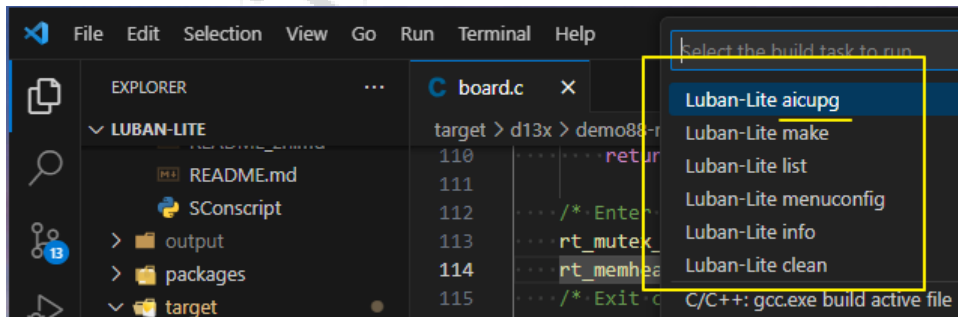 File Edit Selection View Go Run Terminal Help
Select the build task to run
EXPLORER
LUBAN-LITE
README_zh.md
README.md
SConscript
output
packages
target
13
board.c
target > d13x >
110 retur
111
112 /* Enter
113 rt_mutex_
114 rt_memhea
115 /* Exit c
Luban-Lite aicupg
Luban-Lite make
Luban-Lite list
Luban-Lite menuconfig
Luban-Lite info
Luban-Lite clean
C/C++: gcc.exe build active file